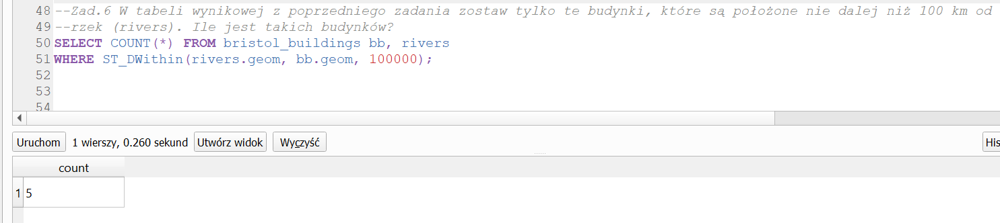 48 --Zad.6 W tabeli wynikowej z poprzedniego zadania zostaw tylko te budynki, które są położone nie dalej niż 100 km od
49 --rzek (rivers). Ile jest takich budynków?
50 SELECT COUNT(*) FROM bristol_buildings bb, rivers
51 WHERE ST_DWithin(rivers.geom, bb.geom, 100000);
52
53
54
Uruchom 1 wierszy, 0.260 sekund Utwórz widok Wyczyść His
count
1 5